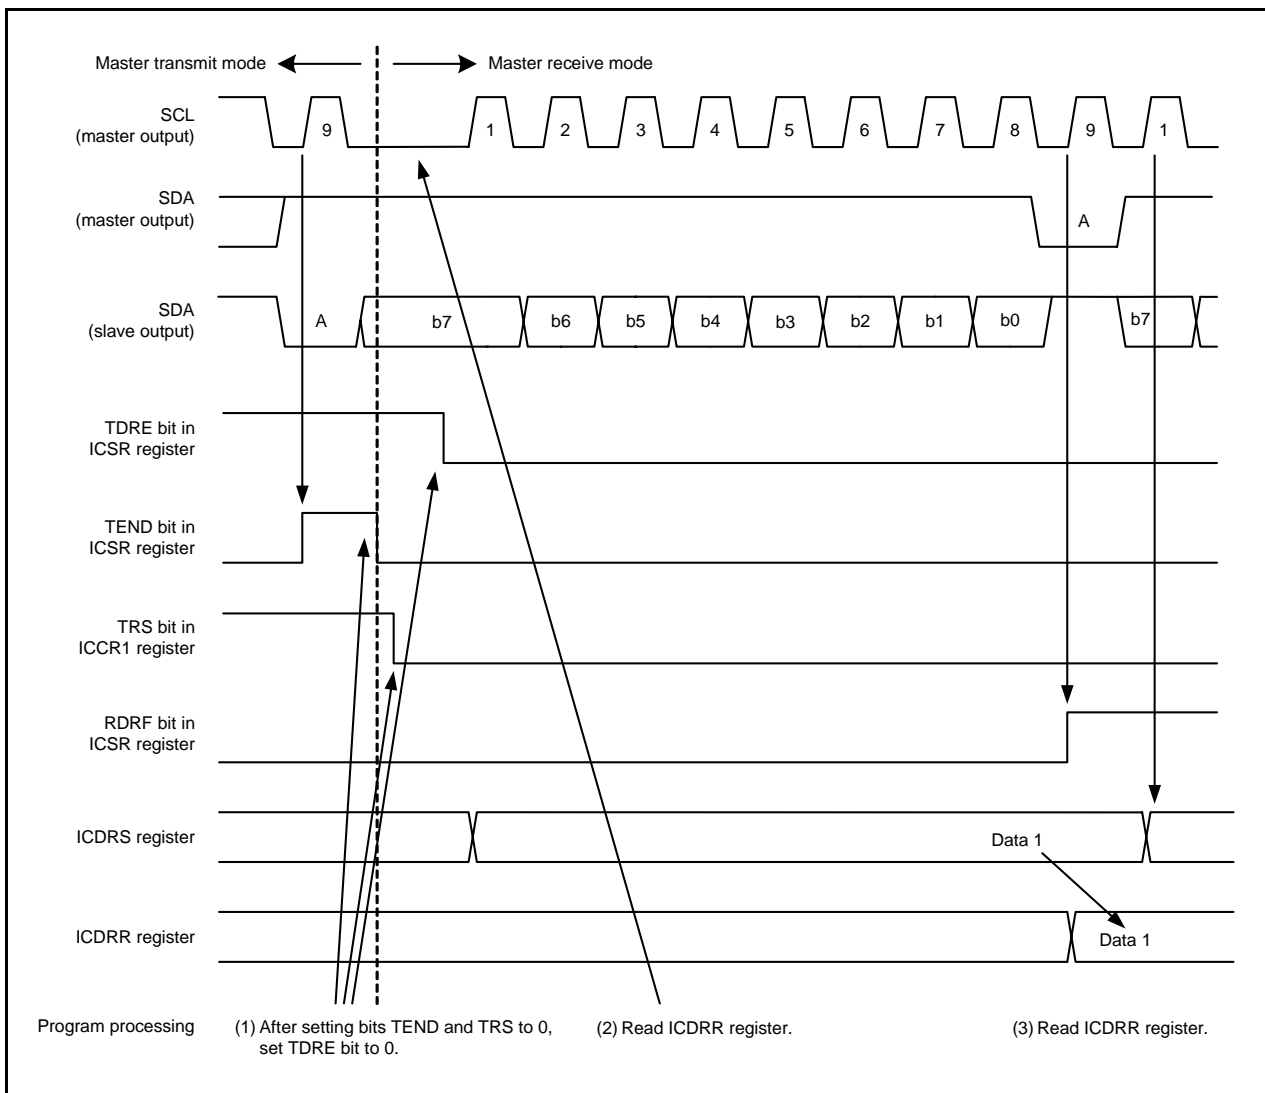 Master transmit mode
Master receive mode
SCL
(master output)
9 1 2 3 4 5 6 7 8 9 1
SDA
(master output)
A
SDA
(slave output)
A b7 b6 b5 b4 b3 b2 b1 b0 b7
TDRE bit in
ICSR register
TEND bit in
ICSR register
TRS bit in
ICCR1 register
RDRF bit in
ICSR register
ICDRS register
Data 1
ICDRR register
Data 1
Program processing
(1) After setting bits TEND and TRS to 0,
set TDRE bit to 0.
(2) Read ICDRR register.
(3) Read ICDRR register.